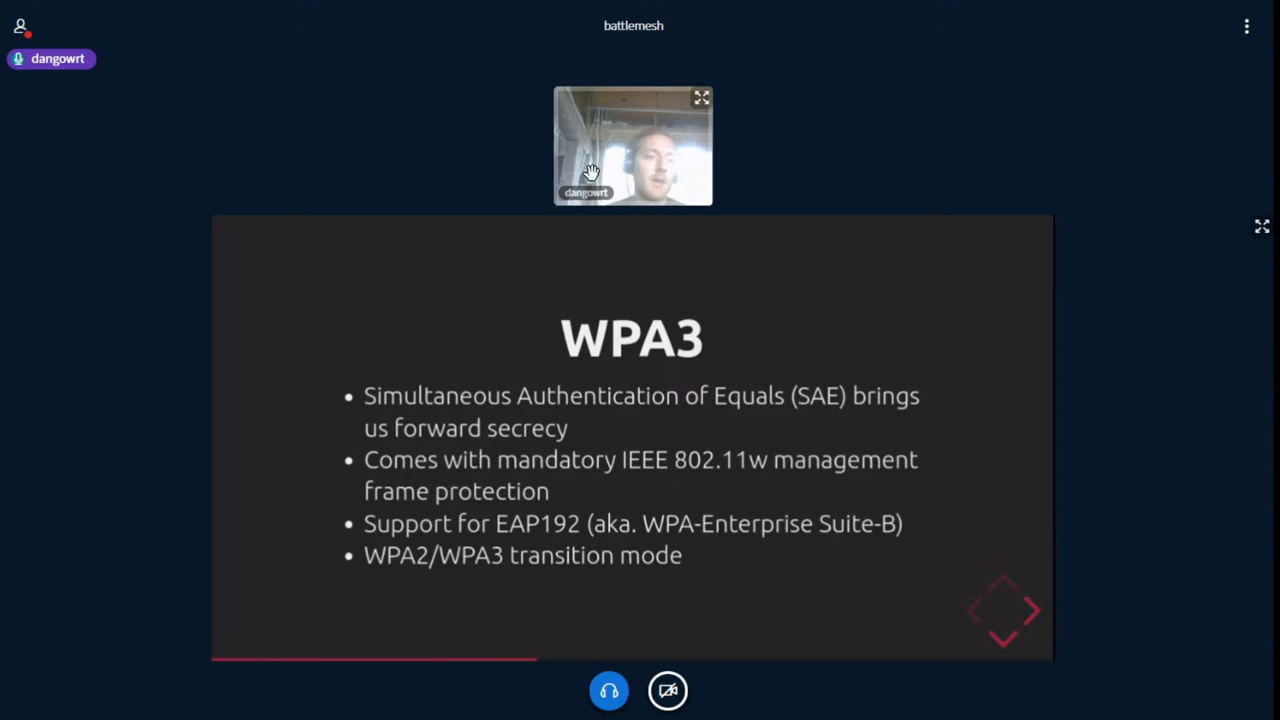 battlemesh
dangowrt
dangowrt
WPA3
• Simultaneous Authentication of Equals (SAE) brings
us forward secrecy
• Comes with mandatory IEEE 802.11w management
frame protection
• Support for EAP192 (aka. WPA-Enterprise Suite-B)
• WPA2/WPA3 transition mode